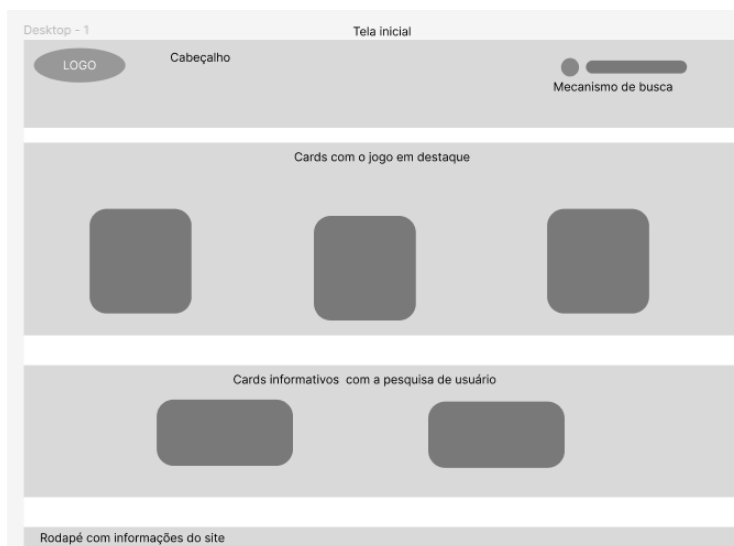 Desktop - 1
Tela inicial
LOGO
Cabeçalho
Mecanismo de busca
Cards com o jogo em destaque
Cards informativos  com a pesquisa de usuário
Rodapé com informações do site